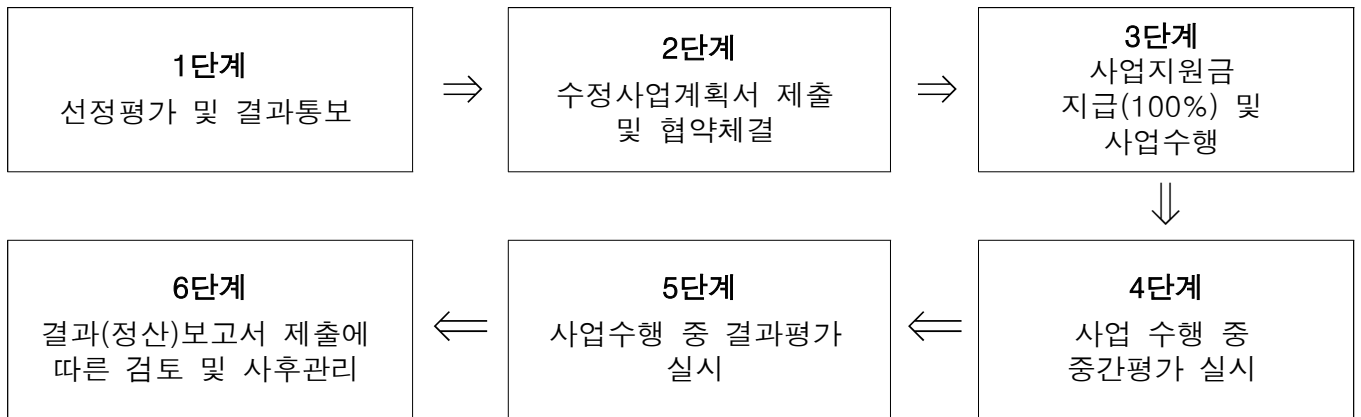 1단계
선정평가 및 결과통보
⇒
2단계
수정사업계획서 제출
및 협약체결
⇒
3단계
사업지원금
지급(100%) 및
사업수행
⇓
4단계
사업 수행 중
중간평가 실시
⇐
5단계
사업수행 중 결과평가
실시
⇐
6단계
결과(정산)보고서 제출에
따른 검토 및 사후관리